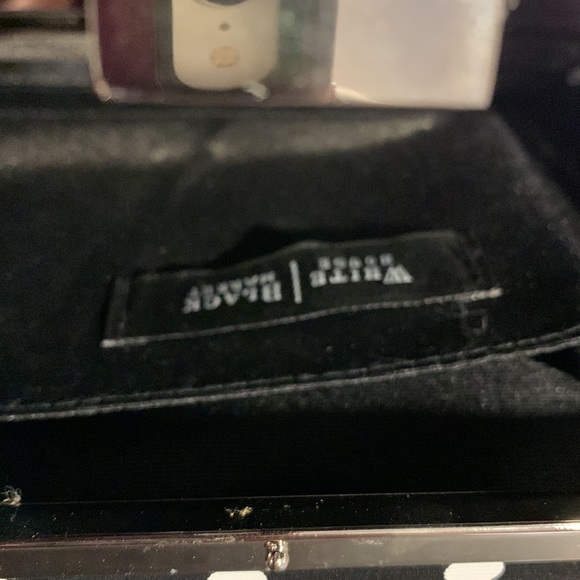 WHITE | BLACK
HOUSE MARKET